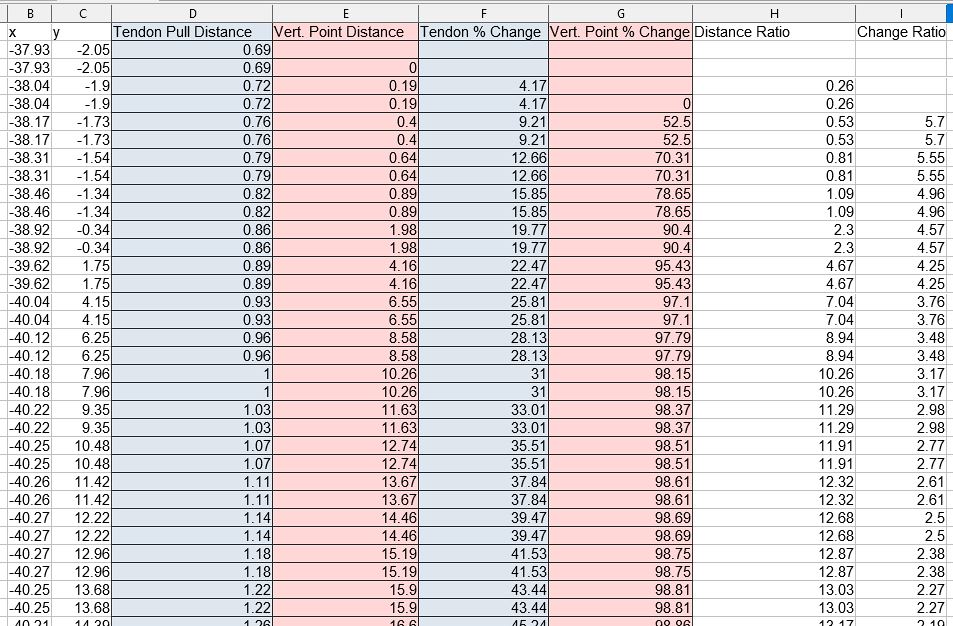 B C D E F G H I
x y Tendon Pull Distance Vert. Point Distance Tendon % Change Vert. Point % Change Distance Ratio Change Ratio
-37.93 -2.05 0.69
-37.93 -2.05 0.69 0
-38.04 -1.9 0.72 0.19 4.17 0.26
-38.04 -1.9 0.72 0.19 4.17 0 0.26
-38.17 -1.73 0.76 0.4 9.21 52.5 0.53 5.7
-38.17 -1.73 0.76 0.4 9.21 52.5 0.53 5.7
-38.31 -1.54 0.79 0.64 12.66 70.31 0.81 5.55
-38.31 -1.54 0.79 0.64 12.66 70.31 0.81 5.55
-38.46 -1.34 0.82 0.89 15.85 78.65 1.09 4.96
-38.46 -1.34 0.82 0.89 15.85 78.65 1.09 4.96
-38.92 -0.34 0.86 1.98 19.77 90.4 2.3 4.57
-38.92 -0.34 0.86 1.98 19.77 90.4 2.3 4.57
-39.62 1.75 0.89 4.16 22.47 95.43 4.67 4.25
-39.62 1.75 0.89 4.16 22.47 95.43 4.67 4.25
-40.04 4.15 0.93 6.55 25.81 97.1 7.04 3.76
-40.04 4.15 0.93 6.55 25.81 97.1 7.04 3.76
-40.12 6.25 0.96 8.58 28.13 97.79 8.94 3.48
-40.12 6.25 0.96 8.58 28.13 97.79 8.94 3.48
-40.18 7.96 1 10.26 31 98.15 10.26 3.17
-40.18 7.96 1 10.26 31 98.15 10.26 3.17
-40.22 9.35 1.03 11.63 33.01 98.37 11.29 2.98
-40.22 9.35 1.03 11.63 33.01 98.37 11.29 2.98
-40.25 10.48 1.07 12.74 35.51 98.51 11.91 2.77
-40.25 10.48 1.07 12.74 35.51 98.51 11.91 2.77
-40.26 11.42 1.11 13.67 37.84 98.61 12.32 2.61
-40.26 11.42 1.11 13.67 37.84 98.61 12.32 2.61
-40.27 12.22 1.14 14.46 39.47 98.69 12.68 2.5
-40.27 12.22 1.14 14.46 39.47 98.69 12.68 2.5
-40.27 12.96 1.18 15.19 41.53 98.75 12.87 2.38
-40.27 12.96 1.18 15.19 41.53 98.75 12.87 2.38
-40.25 13.68 1.22 15.9 43.44 98.81 13.03 2.27
-40.25 13.68 1.22 15.9 43.44 98.81 13.03 2.27